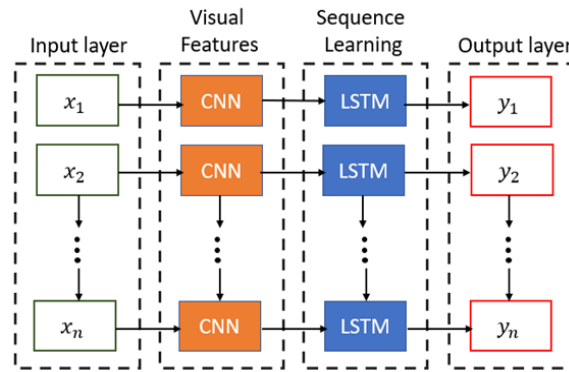 Input layer
Visual
Features
Sequence
Learning
Output layer
x₁ CNN LSTM y₁
x₂ CNN LSTM y₂
xₙ CNN LSTM yₙ